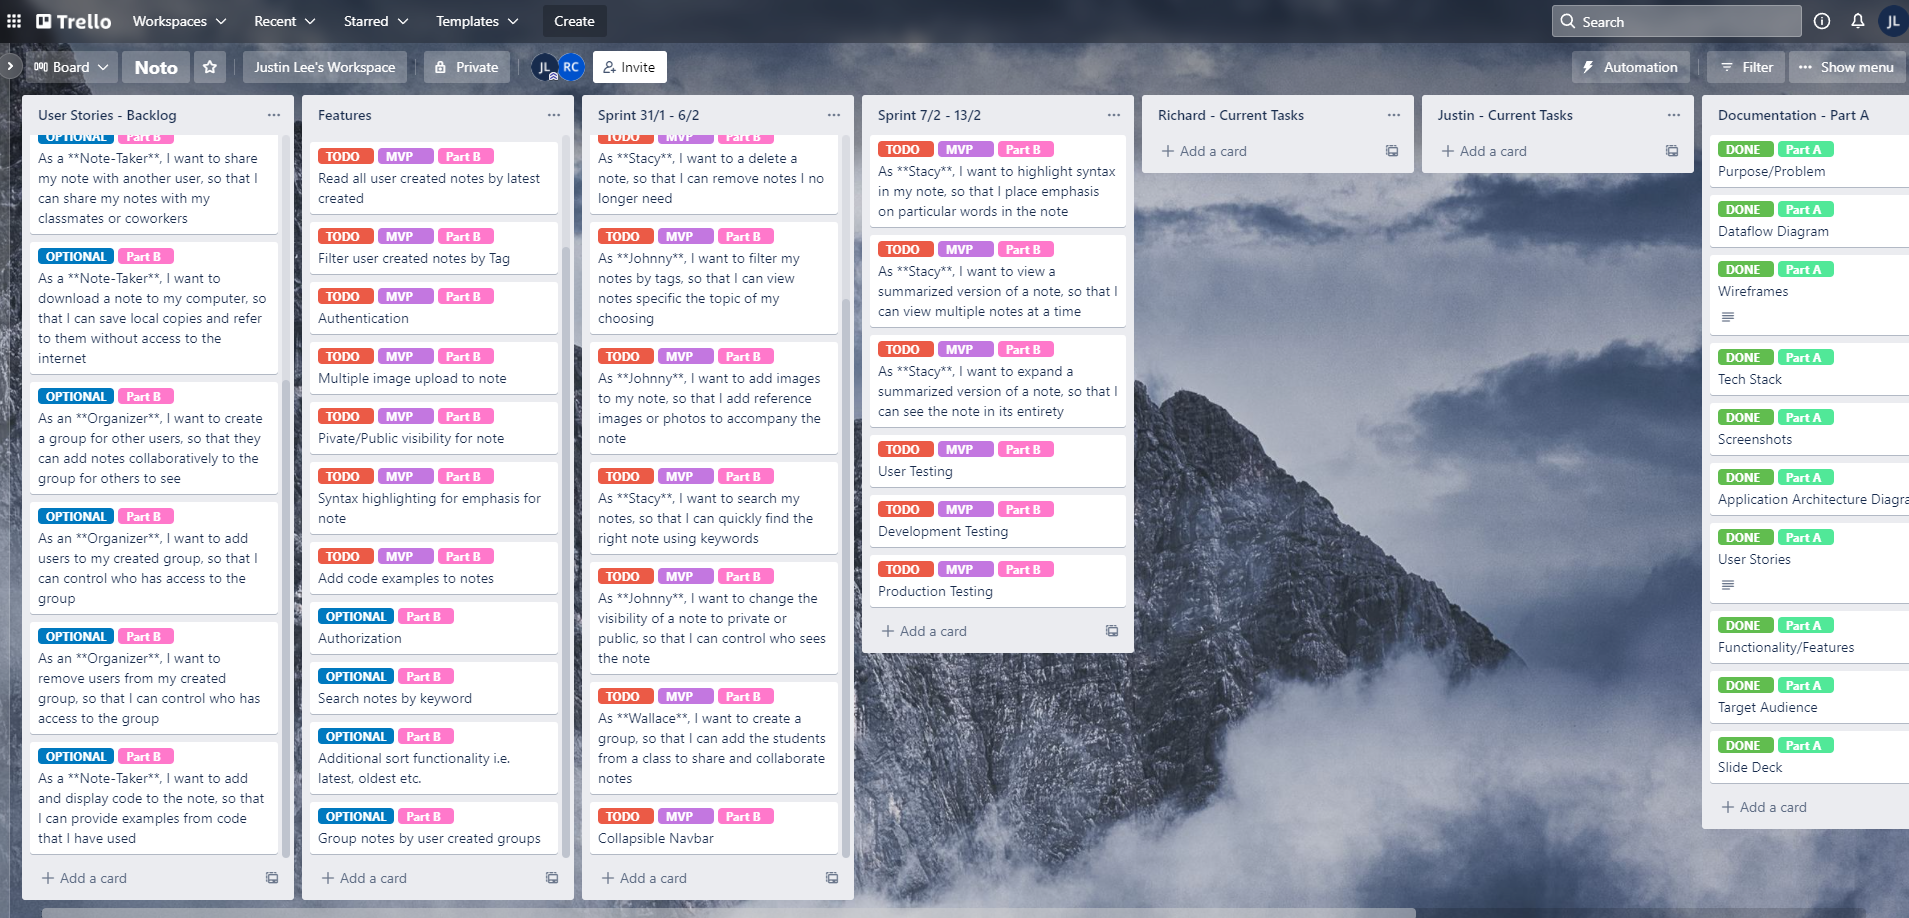 Trello
Workspaces
Recent
Starred
Templates
Create
Search
JL
Board
Noto
Justin Lee's Workspace
Private
JL
RC
Invite
Automation
Filter
Show menu
User Stories - Backlog
OPTIONAL Part B
As a **Note-Taker**, I want to share
my note with another user, so that I
can share my notes with my
classmates or coworkers
OPTIONAL Part B
As a **Note-Taker**, I want to
download a note to my computer, so
that I can save local copies and refer
to them without access to the
internet
OPTIONAL Part B
As an **Organizer**, I want to create
a group for other users, so that they
can add notes collaboratively to the
group for others to see
OPTIONAL Part B
As an **Organizer**, I want to add
users to my created group, so that I
can control who has access to the
group
OPTIONAL Part B
As an **Organizer**, I want to
remove users from my created
group, so that I can control who has
access to the group
OPTIONAL Part B
As a **Note-Taker**, I want to add
and display code to the note, so that
I can provide examples from code
that I have used
Add a card
Features
TODO MVP Part B
Read all user created notes by latest
created
TODO MVP Part B
Filter user created notes by Tag
TODO MVP Part B
Authentication
TODO MVP Part B
Multiple image upload to note
TODO MVP Part B
Pivate/Public visibility for note
TODO MVP Part B
Syntax highlighting for emphasis for
note
TODO MVP Part B
Add code examples to notes
OPTIONAL Part B
Authorization
OPTIONAL Part B
Search notes by keyword
OPTIONAL Part B
Additional sort functionality i.e.
latest, oldest etc.
OPTIONAL Part B
Group notes by user created groups
Add a card
Sprint 31/1 - 6/2
TODO MVP Part B
As **Stacy**, I want to a delete a
note, so that I can remove notes I no
longer need
TODO MVP Part B
As **Johnny**, I want to filter my
notes by tags, so that I can view
notes specific the topic of my
choosing
TODO MVP Part B
As **Johnny**, I want to add images
to my note, so that I add reference
images or photos to accompany the
note
TODO MVP Part B
As **Stacy**, I want to search my
notes, so that I can quickly find the
right note using keywords
TODO MVP Part B
As **Johnny**, I want to change the
visibility of a note to private or
public, so that I can control who sees
the note
TODO MVP Part B
As **Wallace**, I want to create a
group, so that I can add the students
from a class to share and collaborate
notes
TODO MVP Part B
Collapsible Navbar
Add a card
Sprint 7/2 - 13/2
TODO MVP Part B
As **Stacy**, I want to highlight syntax
in my note, so that I place emphasis
on particular words in the note
TODO MVP Part B
As **Stacy**, I want to view a
summarized version of a note, so that I
can view multiple notes at a time
TODO MVP Part B
As **Stacy**, I want to expand a
summarized version of a note, so that I
can see the note in its entirety
TODO MVP Part B
User Testing
TODO MVP Part B
Development Testing
TODO MVP Part B
Production Testing
Add a card
Richard - Current Tasks
Add a card
Justin - Current Tasks
Add a card
Documentation - Part A
DONE Part A
Purpose/Problem
DONE Part A
Dataflow Diagram
DONE Part A
Wireframes
DONE Part A
Tech Stack
DONE Part A
Screenshots
DONE Part A
Application Architecture Diagra
DONE Part A
User Stories
DONE Part A
Functionality/Features
DONE Part A
Target Audience
DONE Part A
Slide Deck
Add a card